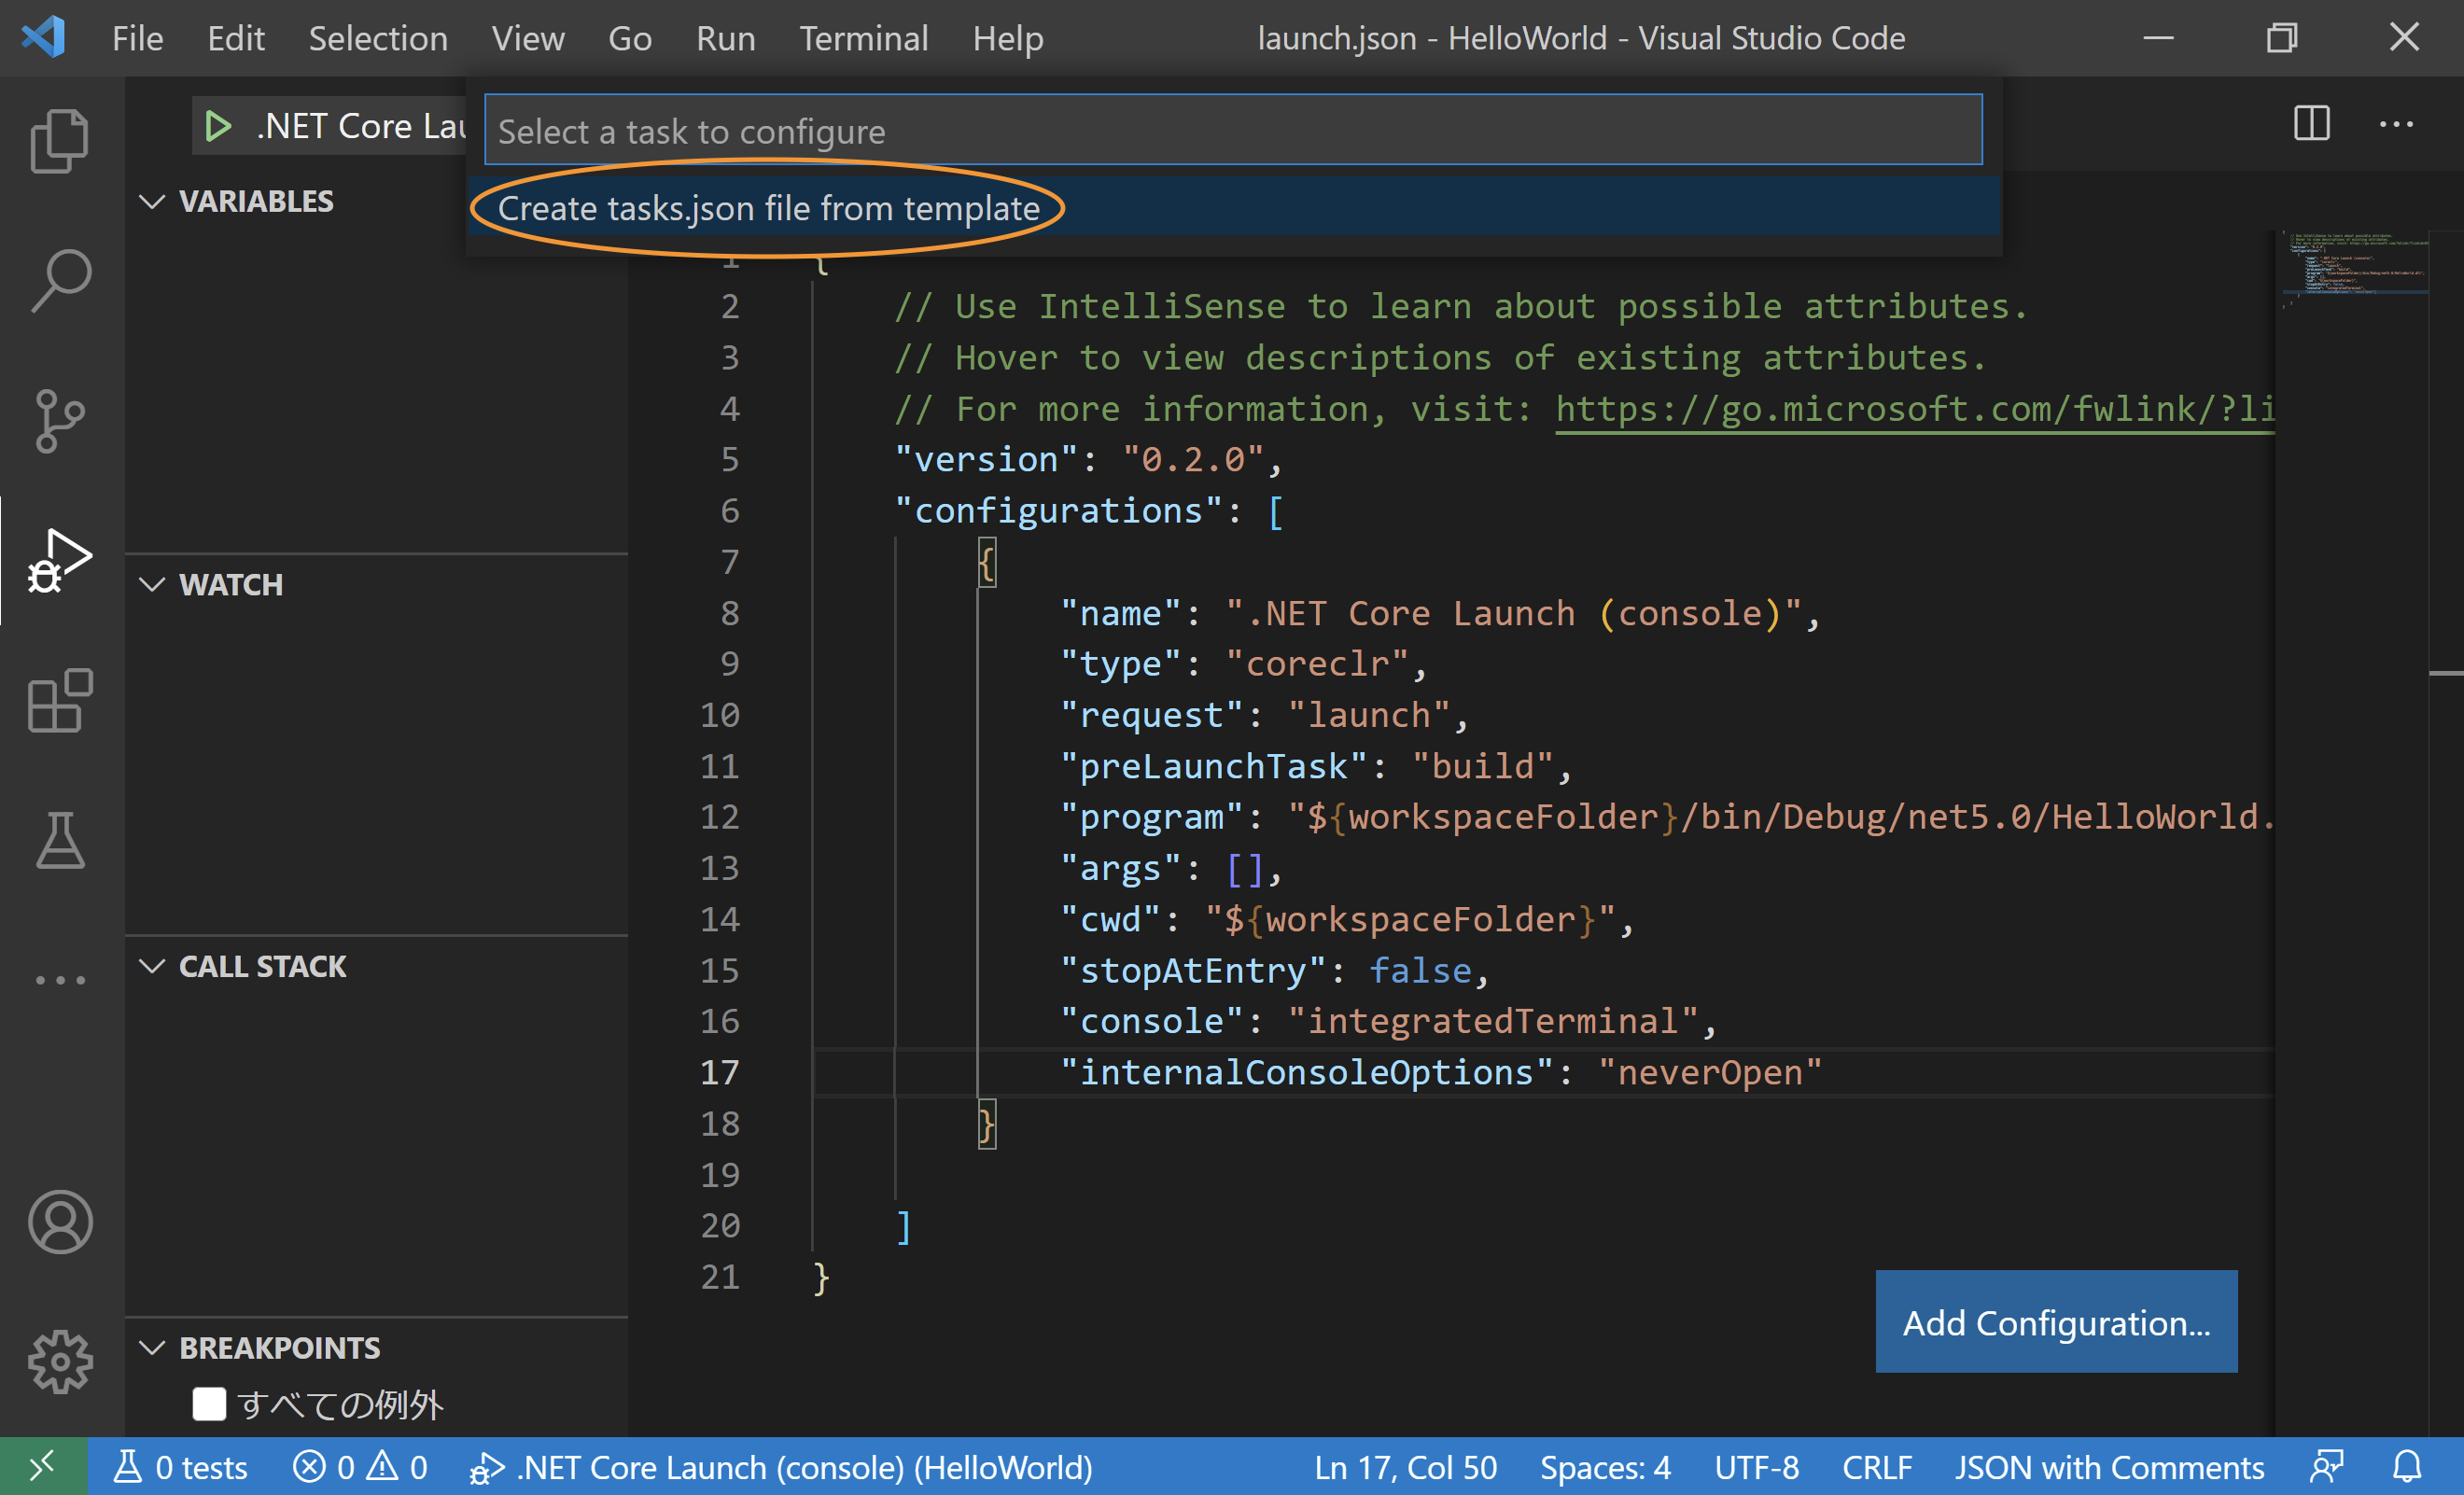 File Edit Selection View Go Run Terminal Help launch.json - HelloWorld - Visual Studio Code
.NET Core Lau
Select a task to configure
Create tasks.json file from template
VARIABLES
WATCH
CALL STACK
BREAKPOINTS
すべての例外
1 {
2 // Use IntelliSense to learn about possible attributes.
3 // Hover to view descriptions of existing attributes.
4 // For more information, visit: https://go.microsoft.com/fwlink/?li
5 "version": "0.2.0",
6 "configurations": [
7 {
8 "name": ".NET Core Launch (console)",
9 "type": "coreclr",
10 "request": "launch",
11 "preLaunchTask": "build",
12 "program": "${workspaceFolder}/bin/Debug/net5.0/HelloWorld.
13 "args": [],
14 "cwd": "${workspaceFolder}",
15 "stopAtEntry": false,
16 "console": "integratedTerminal",
17 "internalConsoleOptions": "neverOpen"
18 }
19
20 ]
21 }
Add Configuration...
0 tests 0 0 .NET Core Launch (console) (HelloWorld) Ln 17, Col 50 Spaces: 4 UTF-8 CRLF JSON with Comments